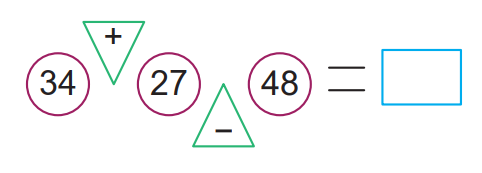 34 + 27 − 48 =